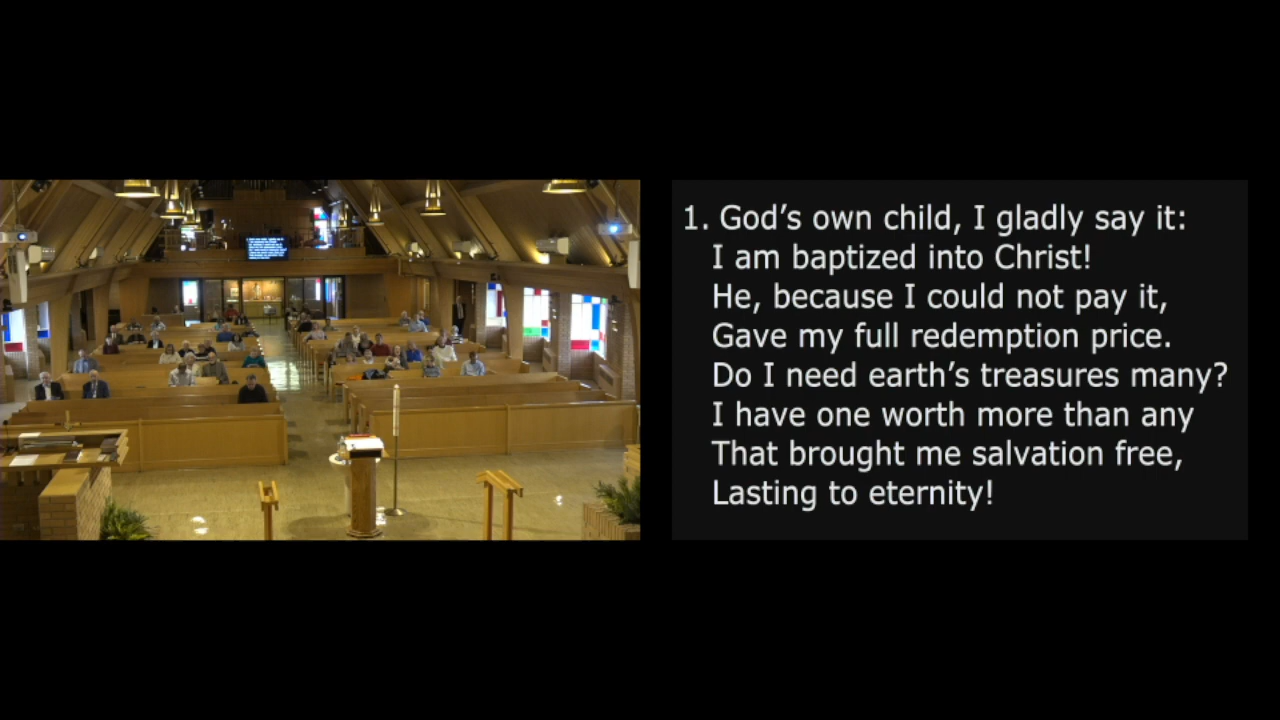 1. God’s own child, I gladly say it:
I am baptized into Christ!
He, because I could not pay it,
Gave my full redemption price.
Do I need earth’s treasures many?
I have one worth more than any
That brought me salvation free,
Lasting to eternity!